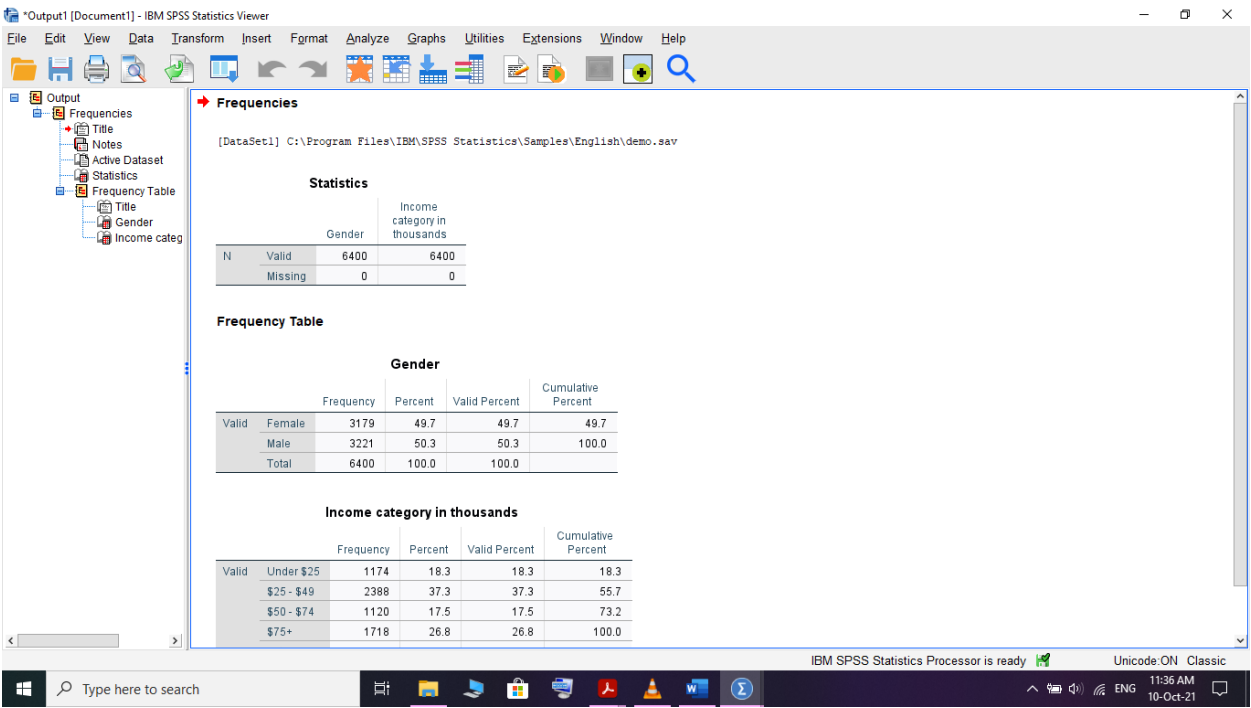 *Output1 [Document1] - IBM SPSS Statistics Viewer
File Edit View Data Transform Insert Format Analyze Graphs Utilities Extensions Window Help
Output
Frequencies
Title
Notes
Active Dataset
Statistics
Frequency Table
Title
Gender
Income categ
Frequencies
[DataSet1] C:\Program Files\IBM\SPSS Statistics\Samples\English\demo.sav
Statistics
Gender Income category in thousands
N Valid 6400 6400
Missing 0 0
Frequency Table
Gender
Frequency Percent Valid Percent Cumulative Percent
Valid Female 3179 49.7 49.7 49.7
Male 3221 50.3 50.3 100.0
Total 6400 100.0 100.0
Income category in thousands
Frequency Percent Valid Percent Cumulative Percent
Valid Under $25 1174 18.3 18.3 18.3
$25 - $49 2388 37.3 37.3 55.7
$50 - $74 1120 17.5 17.5 73.2
$75+ 1718 26.8 26.8 100.0
IBM SPSS Statistics Processor is ready Unicode:ON Classic
Type here to search
ENG
11:36 AM
10-Oct-21